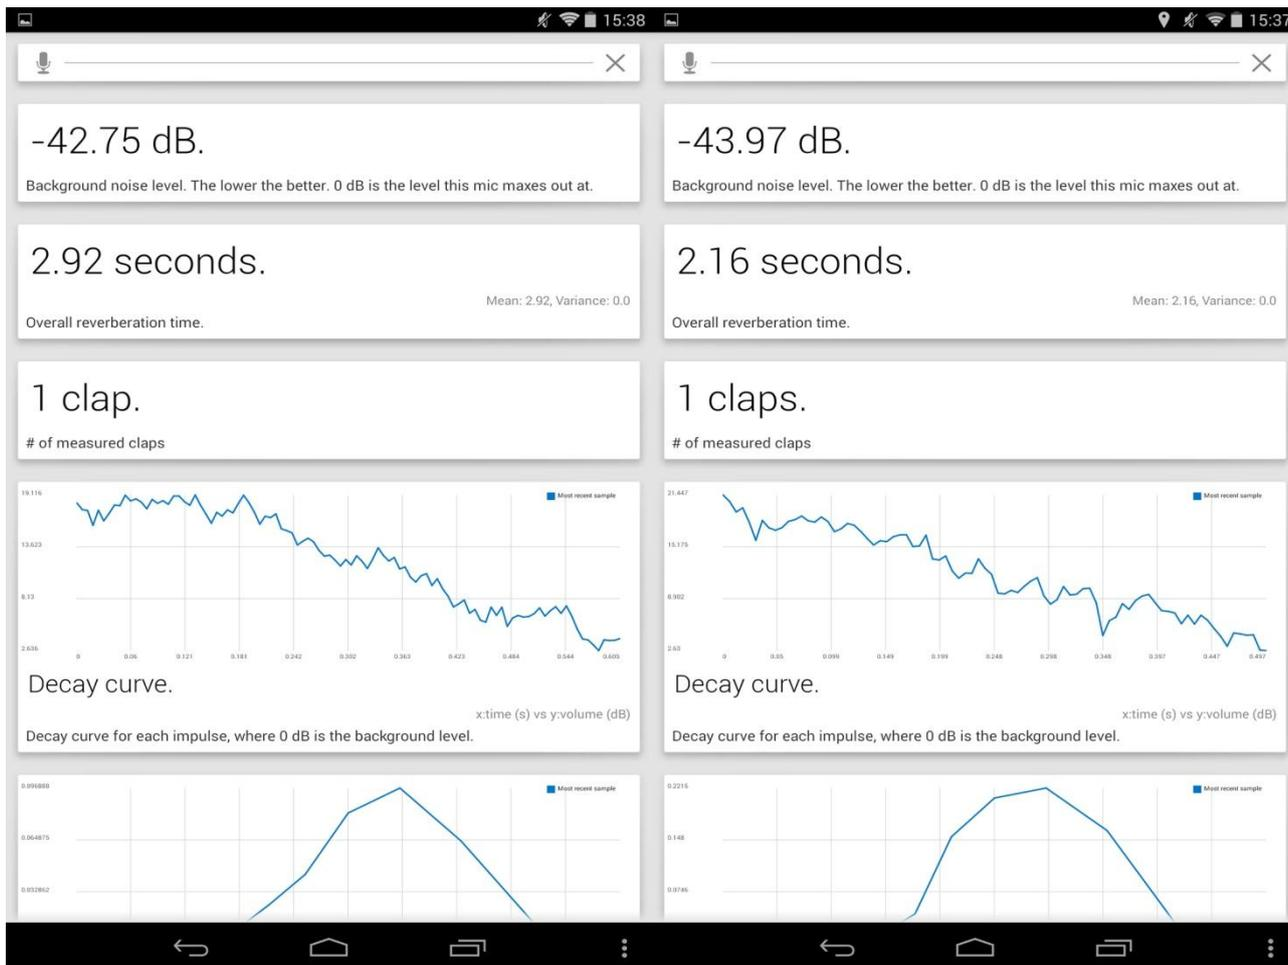 15:38
-42.75 dB.
Background noise level. The lower the better. 0 dB is the level this mic maxes out at.
2.92 seconds.
Mean: 2.92, Variance: 0.0
Overall reverberation time.
1 clap.
# of measured claps
19.116
Most recent sample
13.623
8.13
2.636
0 0.06 0.121 0.181 0.242 0.302 0.363 0.423 0.484 0.544 0.605
Decay curve.
x:time (s) vs y:volume (dB)
Decay curve for each impulse, where 0 dB is the background level.
0.096888
Most recent sample
0.064875
0.032862
15:37
-43.97 dB.
Background noise level. The lower the better. 0 dB is the level this mic maxes out at.
2.16 seconds.
Mean: 2.16, Variance: 0.0
Overall reverberation time.
1 claps.
# of measured claps
21.447
Most recent sample
15.175
8.902
2.63
0 0.05 0.099 0.149 0.199 0.248 0.298 0.348 0.397 0.447 0.497
Decay curve.
x:time (s) vs y:volume (dB)
Decay curve for each impulse, where 0 dB is the background level.
0.2215
Most recent sample
0.148
0.0746